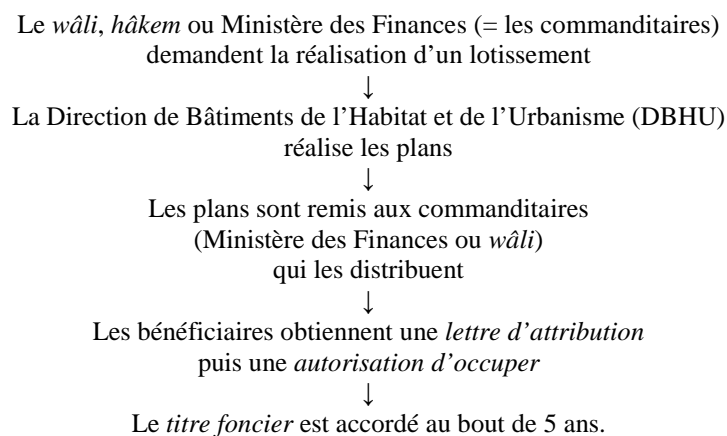 Le wâli, hâkem ou Ministère des Finances (= les commanditaires)
demandent la réalisation d’un lotissement
↓
La Direction de Bâtiments de l’Habitat et de l’Urbanisme (DBHU)
réalise les plans
↓
Les plans sont remis aux commanditaires
(Ministère des Finances ou wâli)
qui les distribuent
↓
Les bénéficiaires obtiennent une lettre d’attribution
puis une autorisation d’occuper
↓
Le titre foncier est accordé au bout de 5 ans.